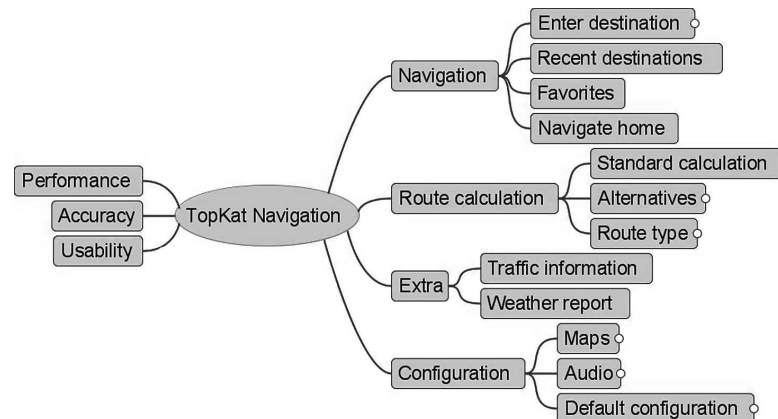 Enter destination
Recent destinations
Navigation
Favorites
Navigate home
Standard calculation
Performance
Accuracy
TopKat Navigation
Route calculation
Alternatives
Usability
Route type
Traffic information
Extra
Weather report
Maps
Configuration
Audio
Default configuration